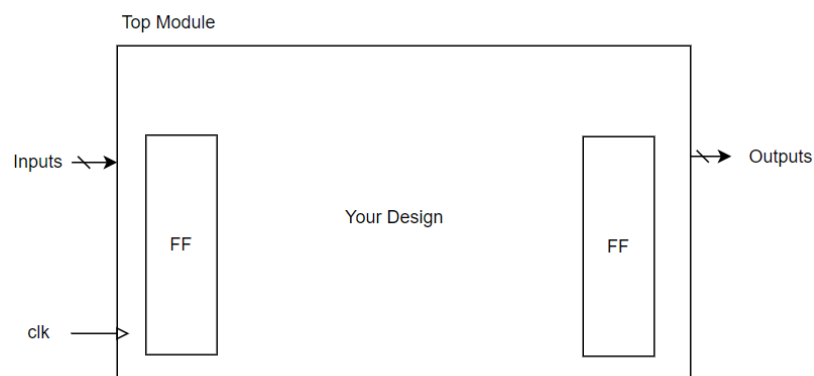 Top Module
Inputs
Outputs
Your Design
FF
FF
clk